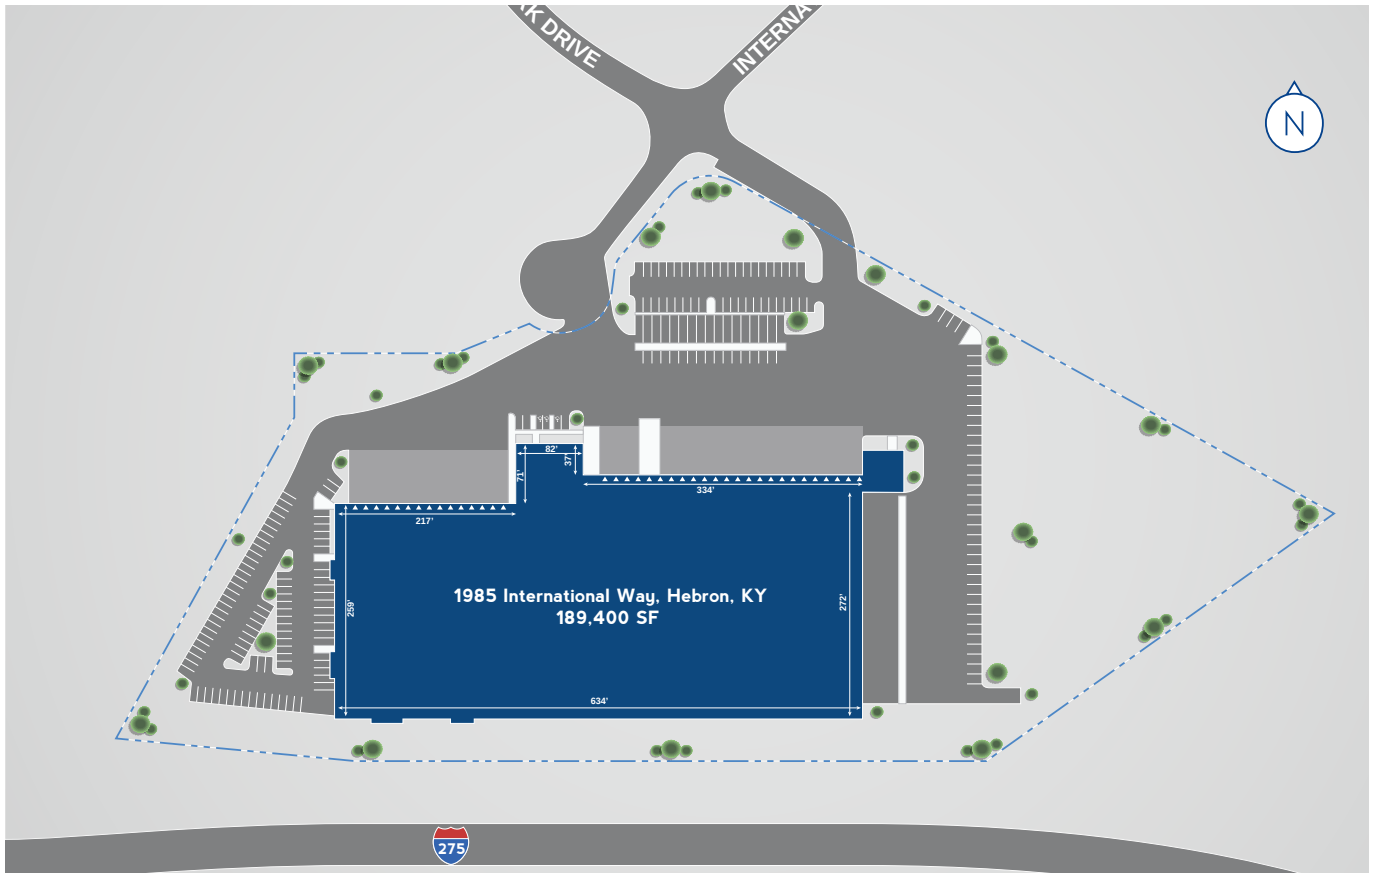 RK DRIVE
INTERNA
N
82'
37'
71'
334'
217'
1985 International Way, Hebron, KY
189,400 SF
259'
272'
634'
275